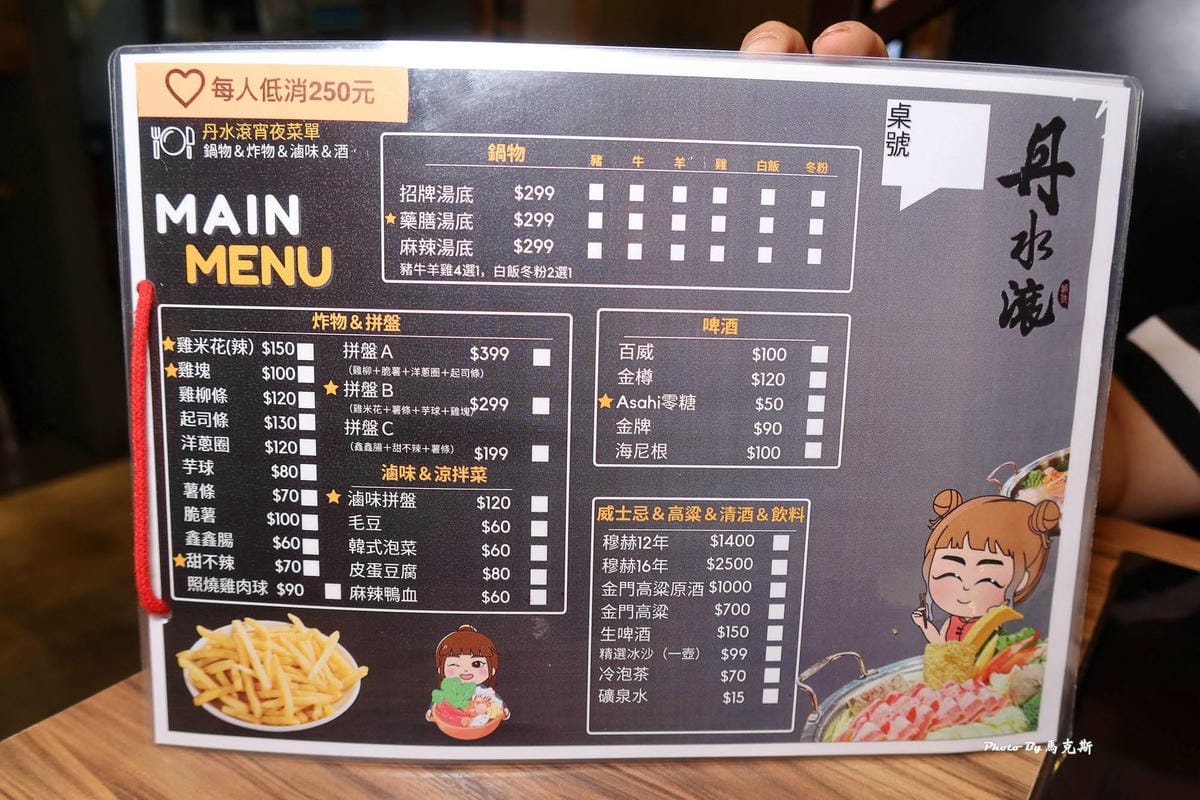 每人低消250元
丹水滾宵夜菜單
鍋物＆炸物＆滷味＆酒
MAIN
MENU
鍋物 豬 牛 羊 雞 白飯 冬粉
招牌湯底 $299
藥膳湯底 $299
麻辣湯底 $299
豬牛羊雞4選1，白飯冬粉2選1
桌號
丹水滾
炸物＆拼盤
雞米花(辣) $150
雞塊 $100
雞柳條 $120
起司條 $130
洋蔥圈 $120
芋球 $80
薯條 $70
脆薯 $100
鑫鑫腸 $60
甜不辣 $70
照燒雞肉球 $90
拼盤A $399
(雞柳+脆薯+洋蔥圈+起司條)
拼盤B $299
(雞米花+薯條+芋球+雞塊)
拼盤C
(鑫鑫腸+甜不辣+薯條) $199
滷味＆涼拌菜
滷味拼盤 $120
毛豆 $60
韓式泡菜 $60
皮蛋豆腐 $80
麻辣鴨血 $60
啤酒
百威 $100
金樽 $120
Asahi零糖 $50
金牌 $90
海尼根 $100
威士忌＆高粱＆清酒＆飲料
穆赫12年 $1400
穆赫16年 $2500
金門高粱原酒 $1000
金門高粱 $700
生啤酒 $150
精選冰沙（一壺） $99
冷泡茶 $70
礦泉水 $15
Photo By 馬克斯